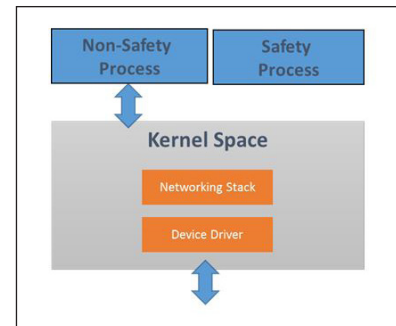 Non-Safety
Process
Safety
Process
Kernel Space
Networking Stack
Device Driver